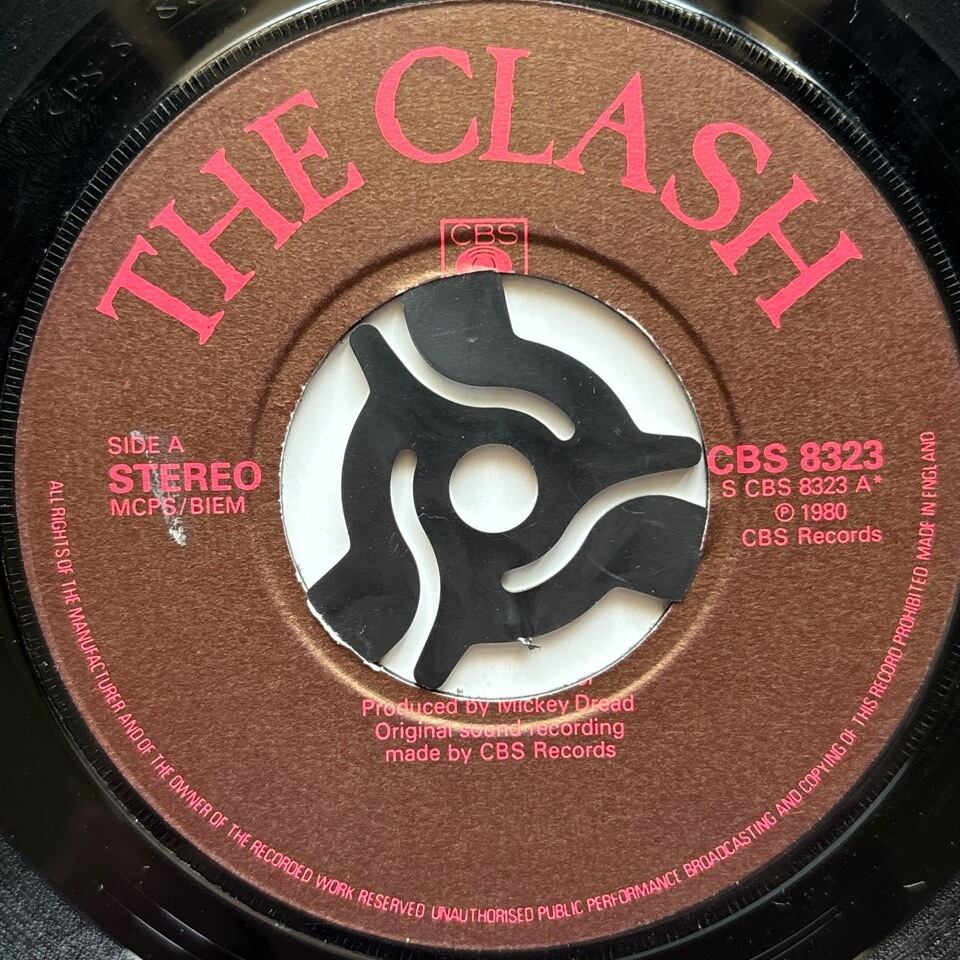 THE CLASH
CBS
SIDE A
STEREO
MCPS/BIEM
CBS 8323
S CBS 8323 A*
℗ 1980
CBS Records
Produced by Mickey Dread
Original sound recording
made by CBS Records
ALL RIGHTS OF THE MANUFACTURER AND OF THE OWNER OF THE RECORDED WORK RESERVED UNAUTHORISED PUBLIC PERFORMANCE BROADCASTING AND COPYING OF THIS RECORD PROHIBITED MADE IN ENGLAND